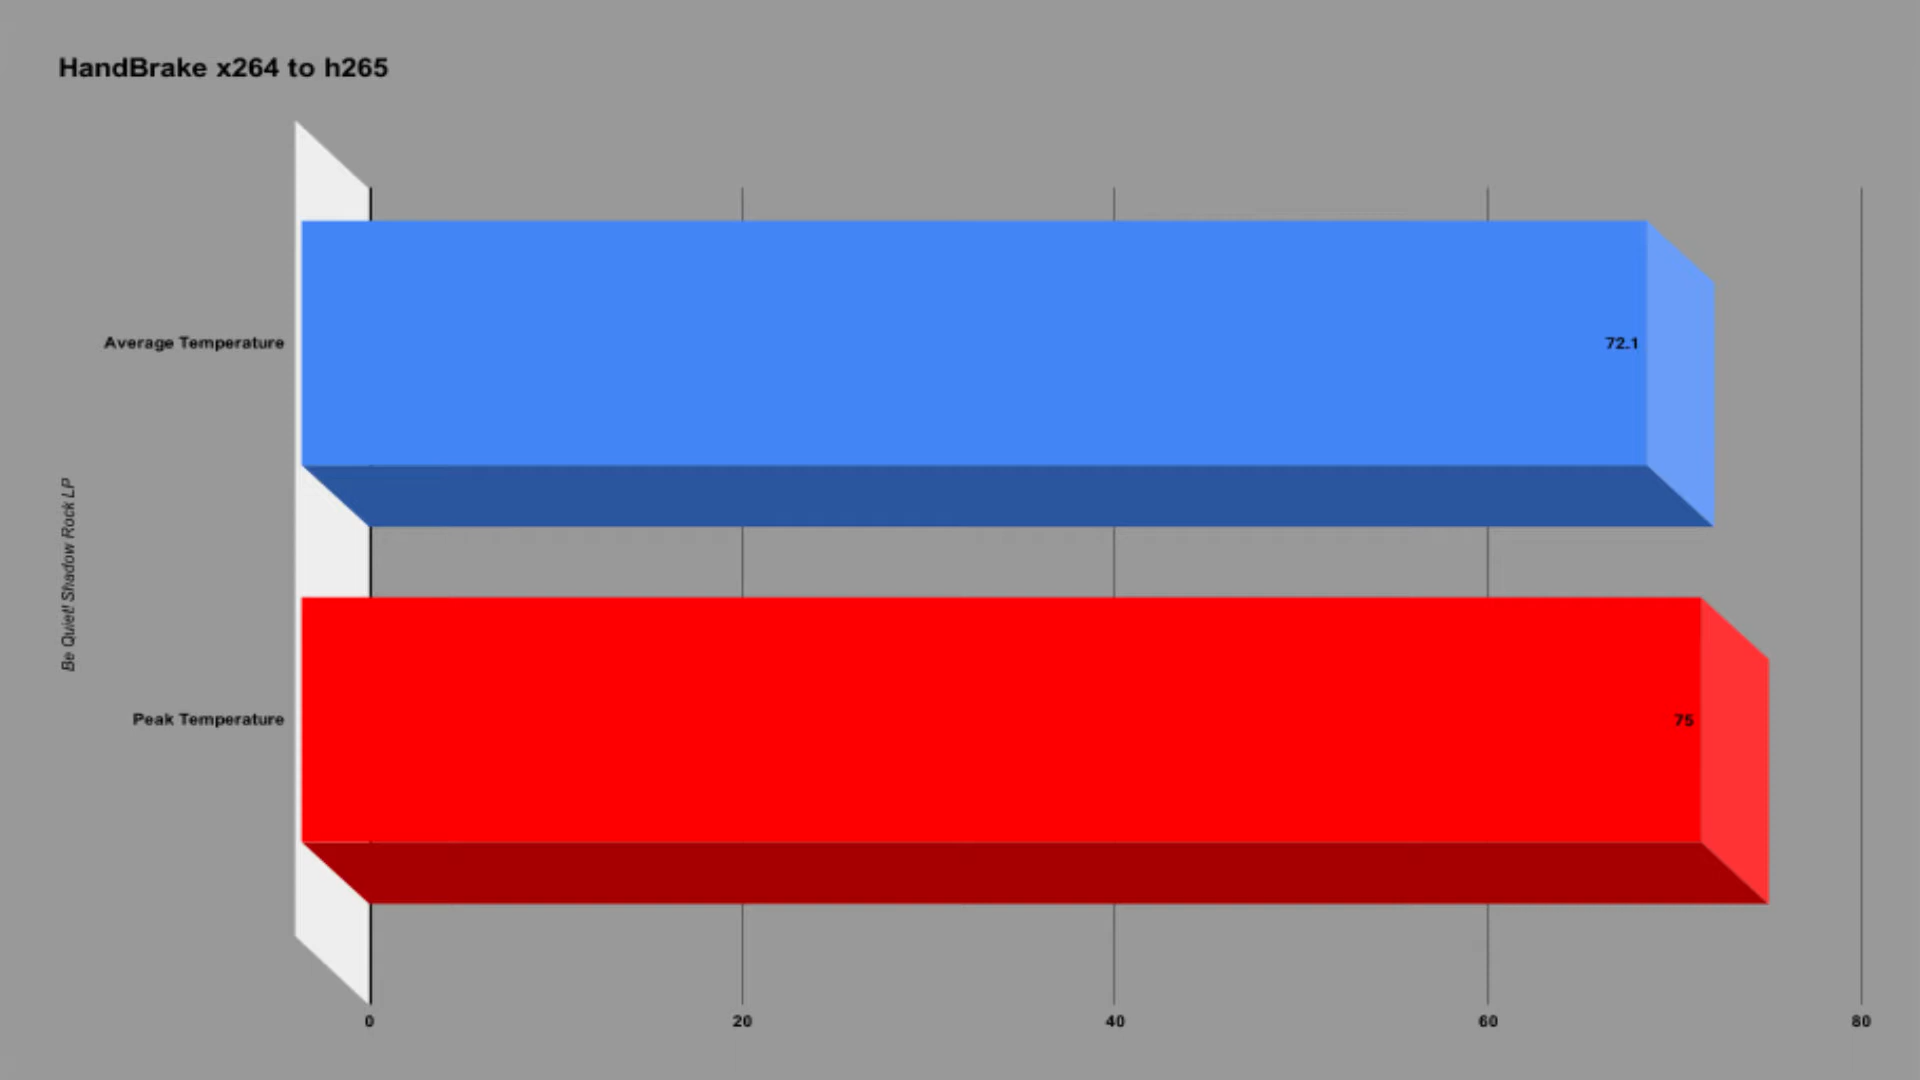 HandBrake x264 to h265
Average Temperature
72.1
Be Quiet! Shadow Rock LP
Peak Temperature
75
0 20 40 60 80